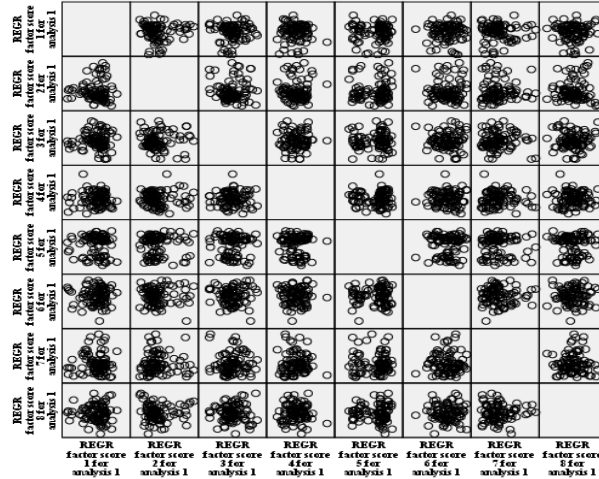 REGR
factor score
1 for
analysis 1
REGR
factor score
2 for
analysis 1
REGR
factor score
3 for
analysis 1
REGR
factor score
4 for
analysis 1
REGR
factor score
5 for
analysis 1
REGR
factor score
6 for
analysis 1
REGR
factor score
7 for
analysis 1
REGR
factor score
8 for
analysis 1
REGR
factor score
1 for
analysis 1
REGR
factor score
2 for
analysis 1
REGR
factor score
3 for
analysis 1
REGR
factor score
4 for
analysis 1
REGR
factor score
5 for
analysis 1
REGR
factor score
6 for
analysis 1
REGR
factor score
7 for
analysis 1
REGR
factor score
8 for
analysis 1